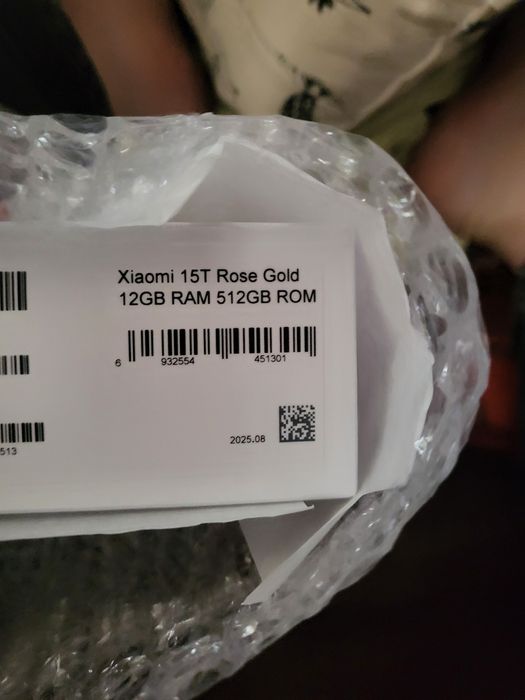 Xiaomi 15T Rose Gold
12GB RAM 512GB ROM
6 932554 451301
513
2025.08